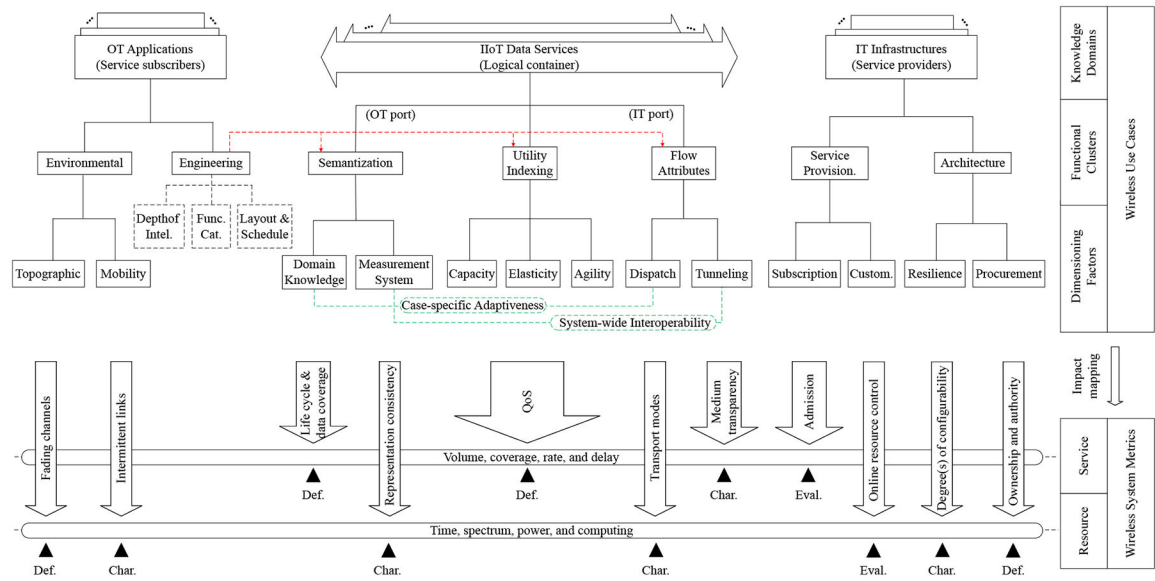 OT Applications
(Service subscribers)
IIoT Data Services
(Logical container)
IT Infrastructures
(Service providers)
Knowledge
Domains
(OT port)
(IT port)
Environmental
Engineering
Semantization
Utility
Indexing
Flow
Attributes
Service
Provision.
Architecture
Functional
Clusters
Wireless Use Cases
Depthof
Intel.
Func.
Cat.
Layout &
Schedule
Topographic
Mobility
Domain
Knowledge
Measurement
System
Capacity
Elasticity
Agility
Dispatch
Tunneling
Subscription
Custom.
Resilience
Procurement
Dimensioning
Factors
Case-specific Adaptiveness
System-wide Interoperability
Impact
mapping
Fading channels
Intermittent links
Life cycle &
data coverage
Representation consistency
QoS
Transport modes
Medium
transparency
Admission
Online resource control
Degree(s) of configurability
Ownership and authority
Volume, coverage, rate, and delay
Service
Def.
Def.
Char.
Eval.
Time, spectrum, power, and computing
Resource
Wireless System Metrics
Def.
Char.
Char.
Char.
Eval.
Char.
Def.